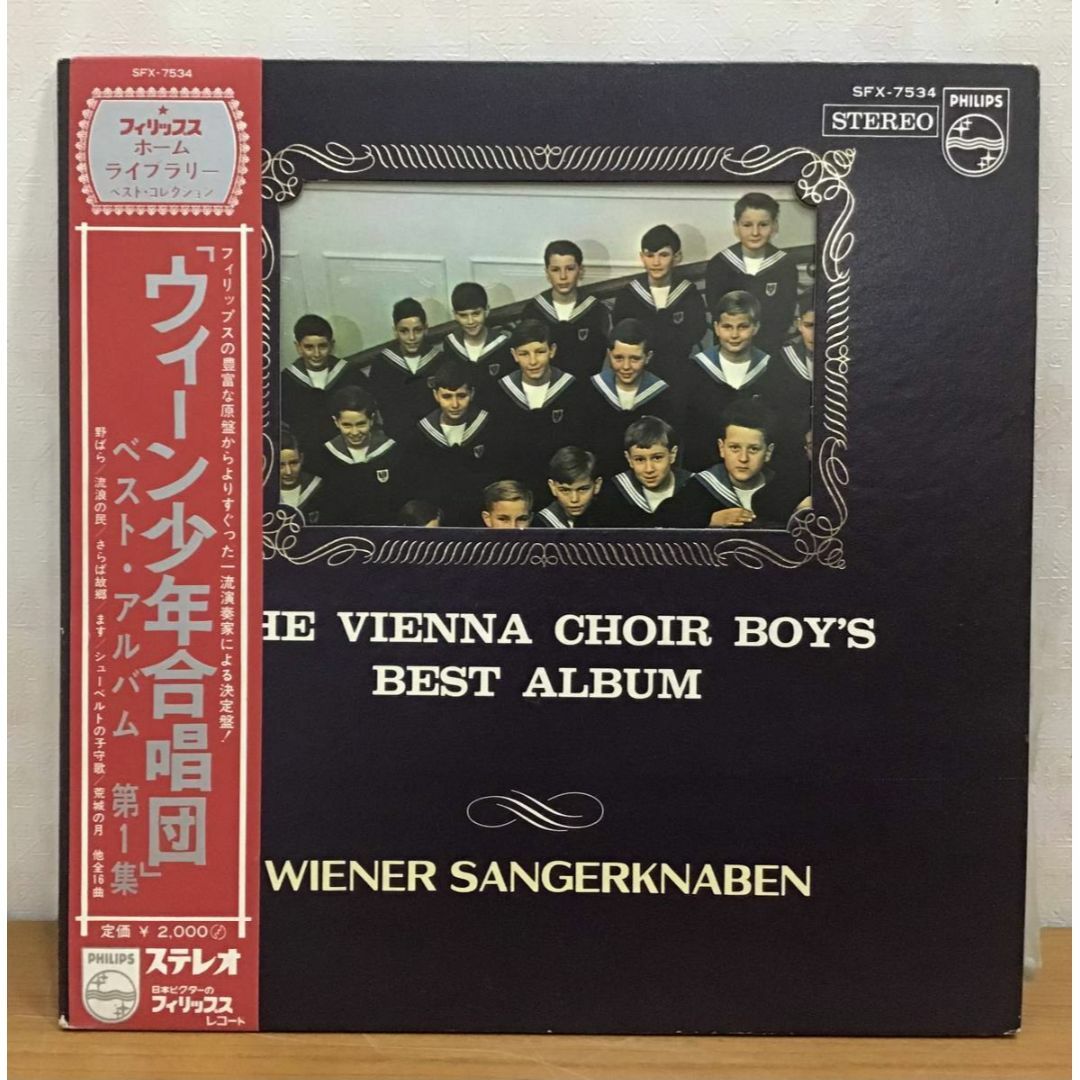 SFX-7534
フィリップス
ホーム
ライブラリー
ベスト・コレクション
フィリップスの豊富な原盤からよりすぐった一流演奏家による決定盤!
「ウィーン少年合唱団」
ベスト・アルバム 第1集
野ばら/流浪の民/さらば故郷/ます/シューベルトの子守歌/荒城の月 他全16曲
定価 ¥ 2,000
PHILIPS
ステレオ
日本ビクターの
フィリップス
レコード
SFX-7534
STEREO
PHILIPS
HE VIENNA CHOIR BOY'S
BEST ALBUM
WIENER SANGERKNABEN